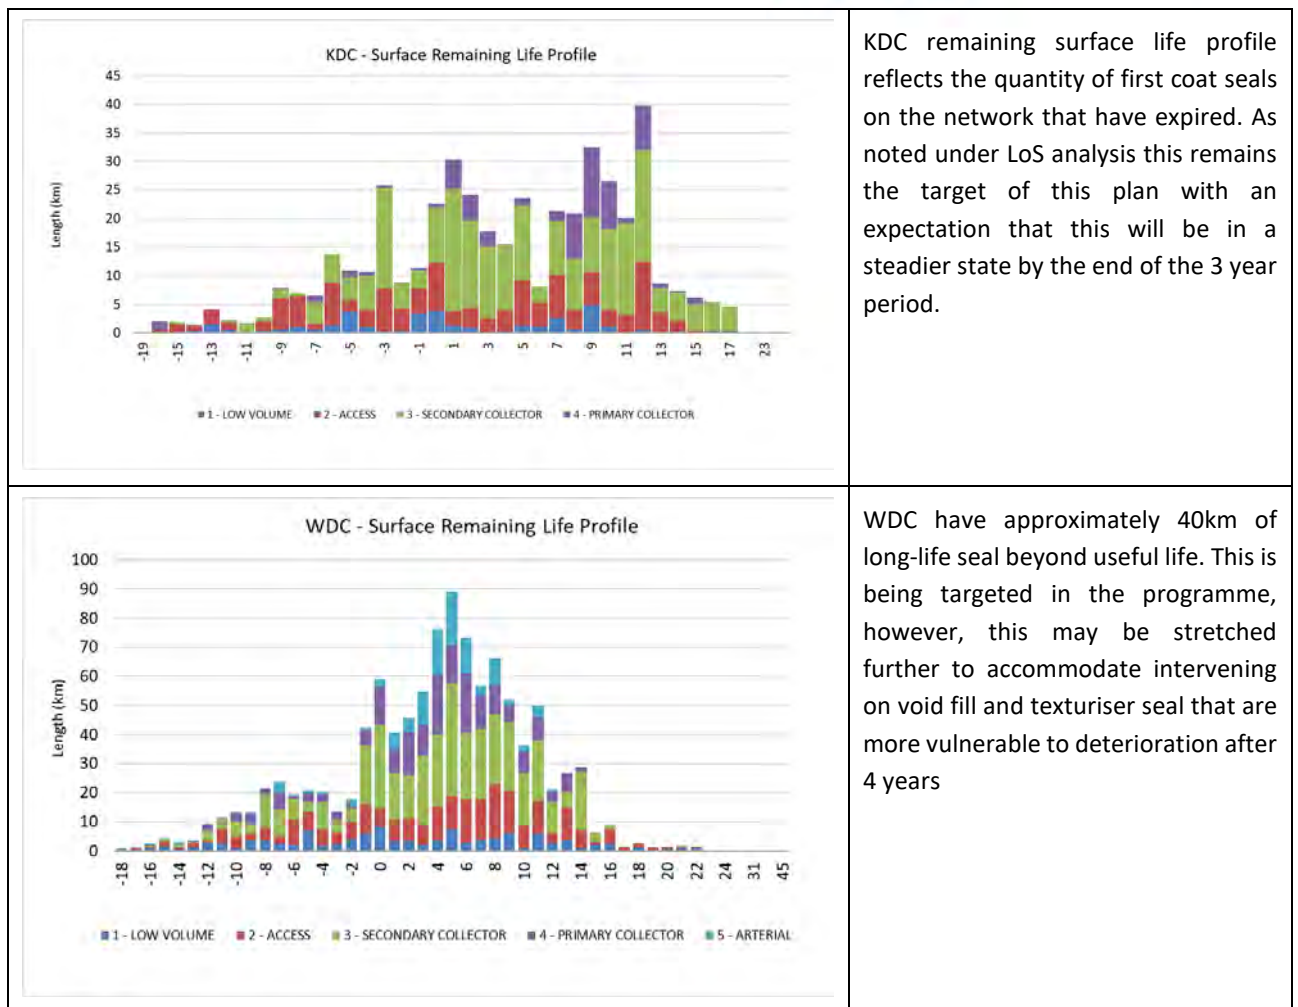 KDC - Surface Remaining Life Profile
45
40
35
30
25
20
15
10
5
0
Length (km)
-19 -15 -13 -11 -9 -7 -5 -3 -1 1 3 5 7 9 11 13 15 17 23
1 - LOW VOLUME 2 - ACCESS 3 - SECONDARY COLLECTOR 4 - PRIMARY COLLECTOR
KDC remaining surface life profile
reflects the quantity of first coat seals
on the network that have expired. As
noted under LoS analysis this remains
the target of this plan with an
expectation that this will be in a
steadier state by the end of the 3 year
period.
WDC - Surface Remaining Life Profile
100
90
80
70
60
50
40
30
20
10
0
Length (km)
-18 -16 -14 -12 -10 -8 -6 -4 -2 0 2 4 6 8 10 12 14 16 18 20 22 31 45
1 - LOW VOLUME 2 - ACCESS 3 - SECONDARY COLLECTOR 4 - PRIMARY COLLECTOR 5 - ARTERIAL
WDC have approximately 40km of
long-life seal beyond useful life. This is
being targeted in the programme,
however, this may be stretched
further to accommodate intervening
on void fill and texturiser seal that are
more vulnerable to deterioration after
4 years